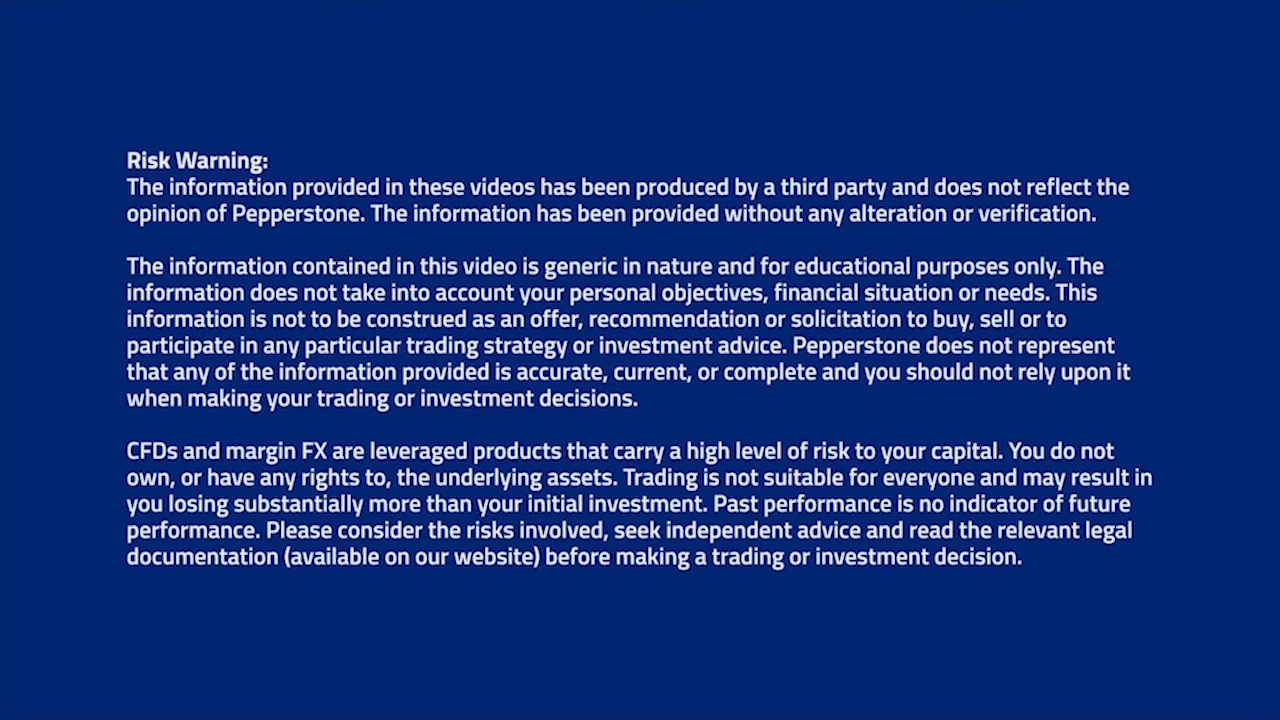 Risk Warning:
The information provided in these videos has been produced by a third party and does not reflect the
opinion of Pepperstone. The information has been provided without any alteration or verification.
The information contained in this video is generic in nature and for educational purposes only. The
information does not take into account your personal objectives, financial situation or needs. This
information is not to be construed as an offer, recommendation or solicitation to buy, sell or to
participate in any particular trading strategy or investment advice. Pepperstone does not represent
that any of the information provided is accurate, current, or complete and you should not rely upon it
when making your trading or investment decisions.
CFDs and margin FX are leveraged products that carry a high level of risk to your capital. You do not
own, or have any rights to, the underlying assets. Trading is not suitable for everyone and may result in
you losing substantially more than your initial investment. Past performance is no indicator of future
performance. Please consider the risks involved, seek independent advice and read the relevant legal
documentation (available on our website) before making a trading or investment decision.